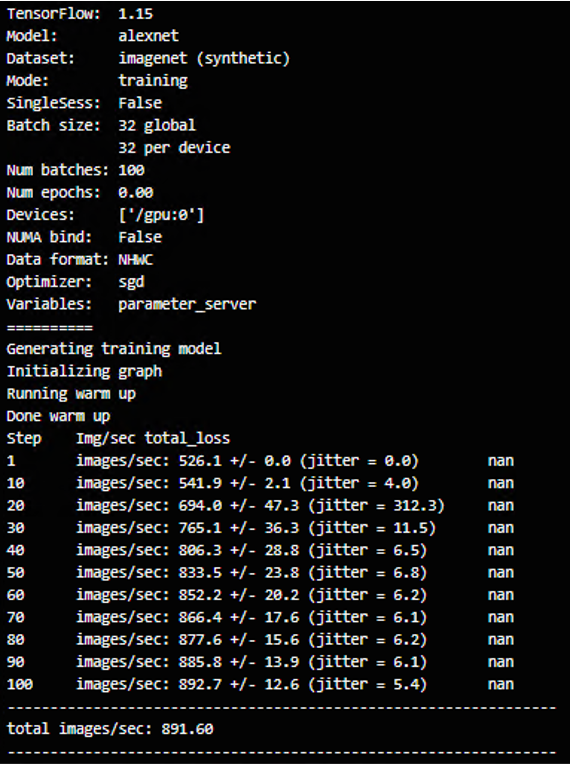 TensorFlow:  1.15
Model:       alexnet
Dataset:     imagenet (synthetic)
Mode:        training
SingleSess:  False
Batch size:  32 global
             32 per device
Num batches: 100
Num epochs:  0.00
Devices:     ['/gpu:0']
NUMA bind:   False
Data format: NHWC
Optimizer:   sgd
Variables:   parameter_server
==========
Generating training model
Initializing graph
Running warm up
Done warm up
Step    Img/sec total_loss
1       images/sec: 526.1 +/- 0.0 (jitter = 0.0)        nan
10      images/sec: 541.9 +/- 2.1 (jitter = 4.0)        nan
20      images/sec: 694.0 +/- 47.3 (jitter = 312.3)     nan
30      images/sec: 765.1 +/- 36.3 (jitter = 11.5)      nan
40      images/sec: 806.3 +/- 28.8 (jitter = 6.5)       nan
50      images/sec: 833.5 +/- 23.8 (jitter = 6.8)       nan
60      images/sec: 852.2 +/- 20.2 (jitter = 6.2)       nan
70      images/sec: 866.4 +/- 17.6 (jitter = 6.1)       nan
80      images/sec: 877.6 +/- 15.6 (jitter = 6.2)       nan
90      images/sec: 885.8 +/- 13.9 (jitter = 6.1)       nan
100     images/sec: 892.7 +/- 12.6 (jitter = 5.4)       nan
----------------------------------------------------------------
total images/sec: 891.60
----------------------------------------------------------------